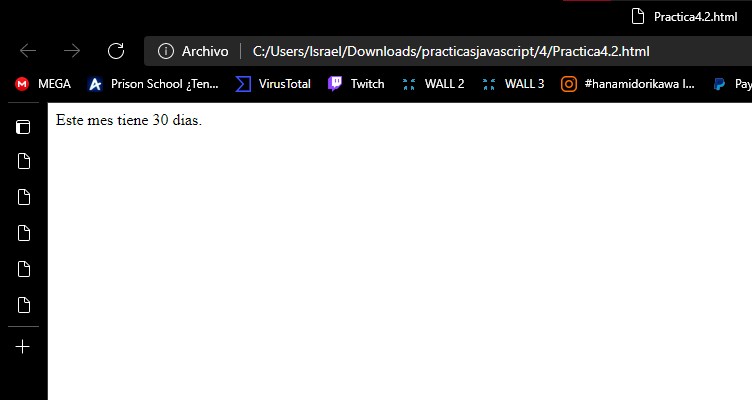 Practica4.2.html
Archivo C:/Users/Israel/Downloads/practicasjavascript/4/Practica4.2.html
MEGA Prison School ¿Ten... VirusTotal Twitch WALL 2 WALL 3 #hanamidorikawa I... Pay
Este mes tiene 30 dias.